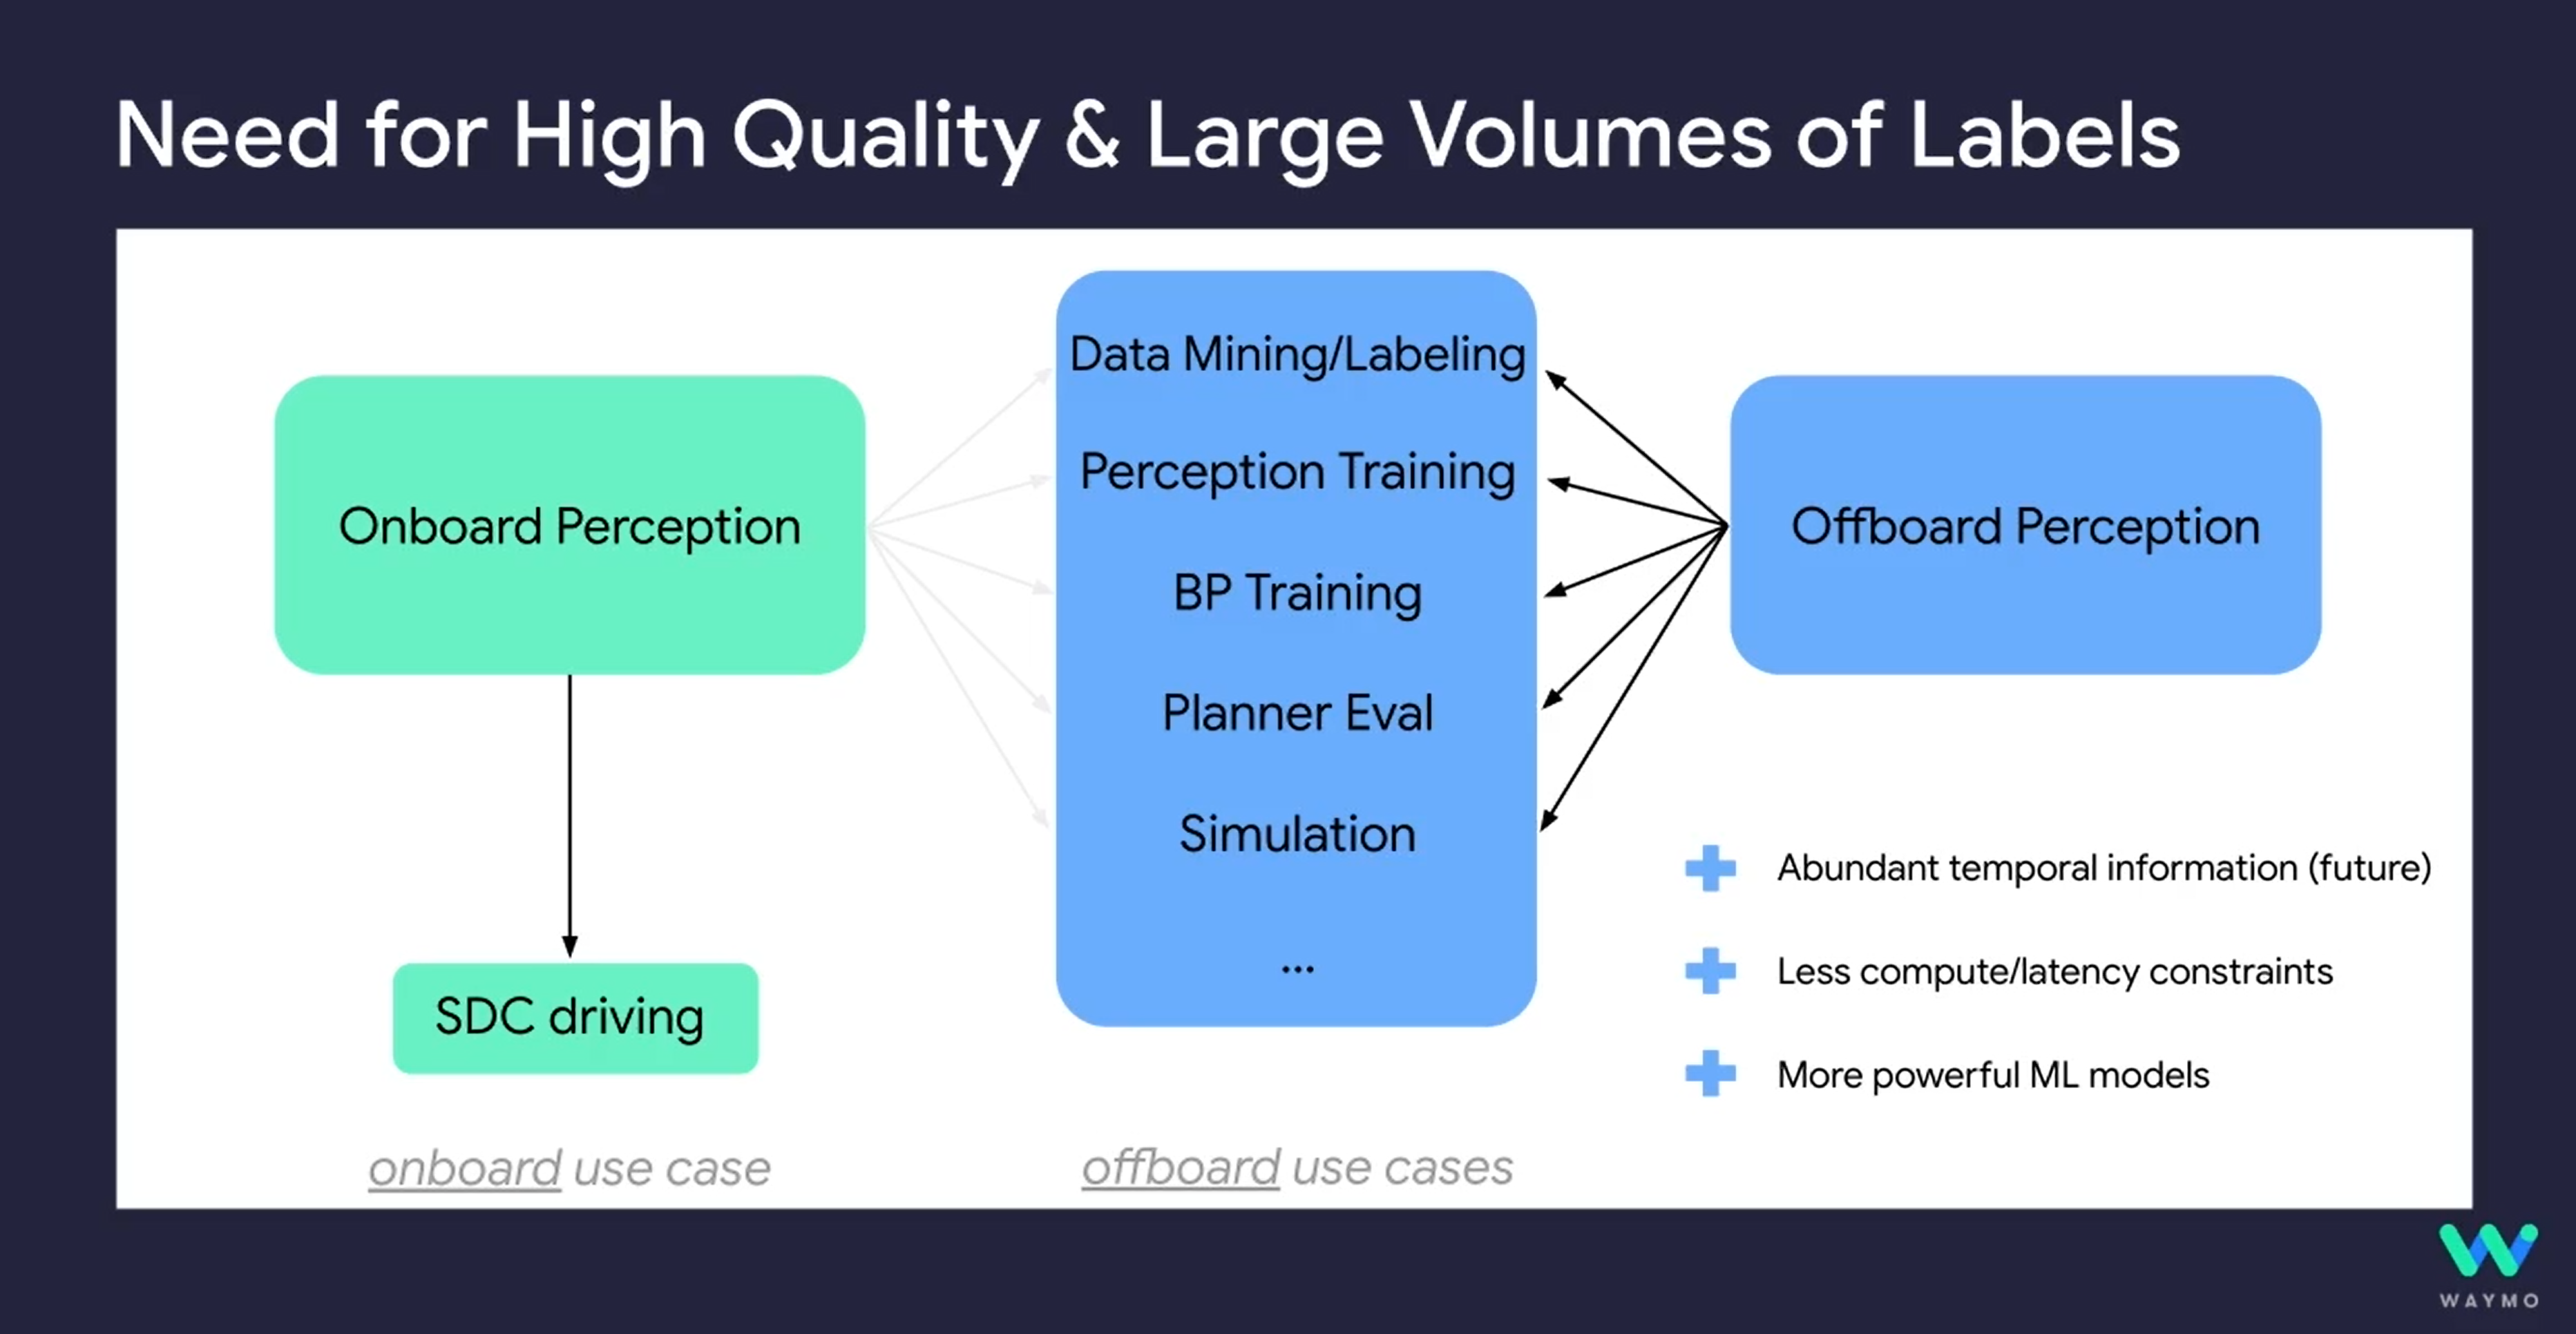 Need for High Quality & Large Volumes of Labels
Onboard Perception
SDC driving
onboard use case
Data Mining/Labeling
Perception Training
BP Training
Planner Eval
Simulation
...
offboard use cases
Offboard Perception
Abundant temporal information (future)
Less compute/latency constraints
More powerful ML models
WAYMO